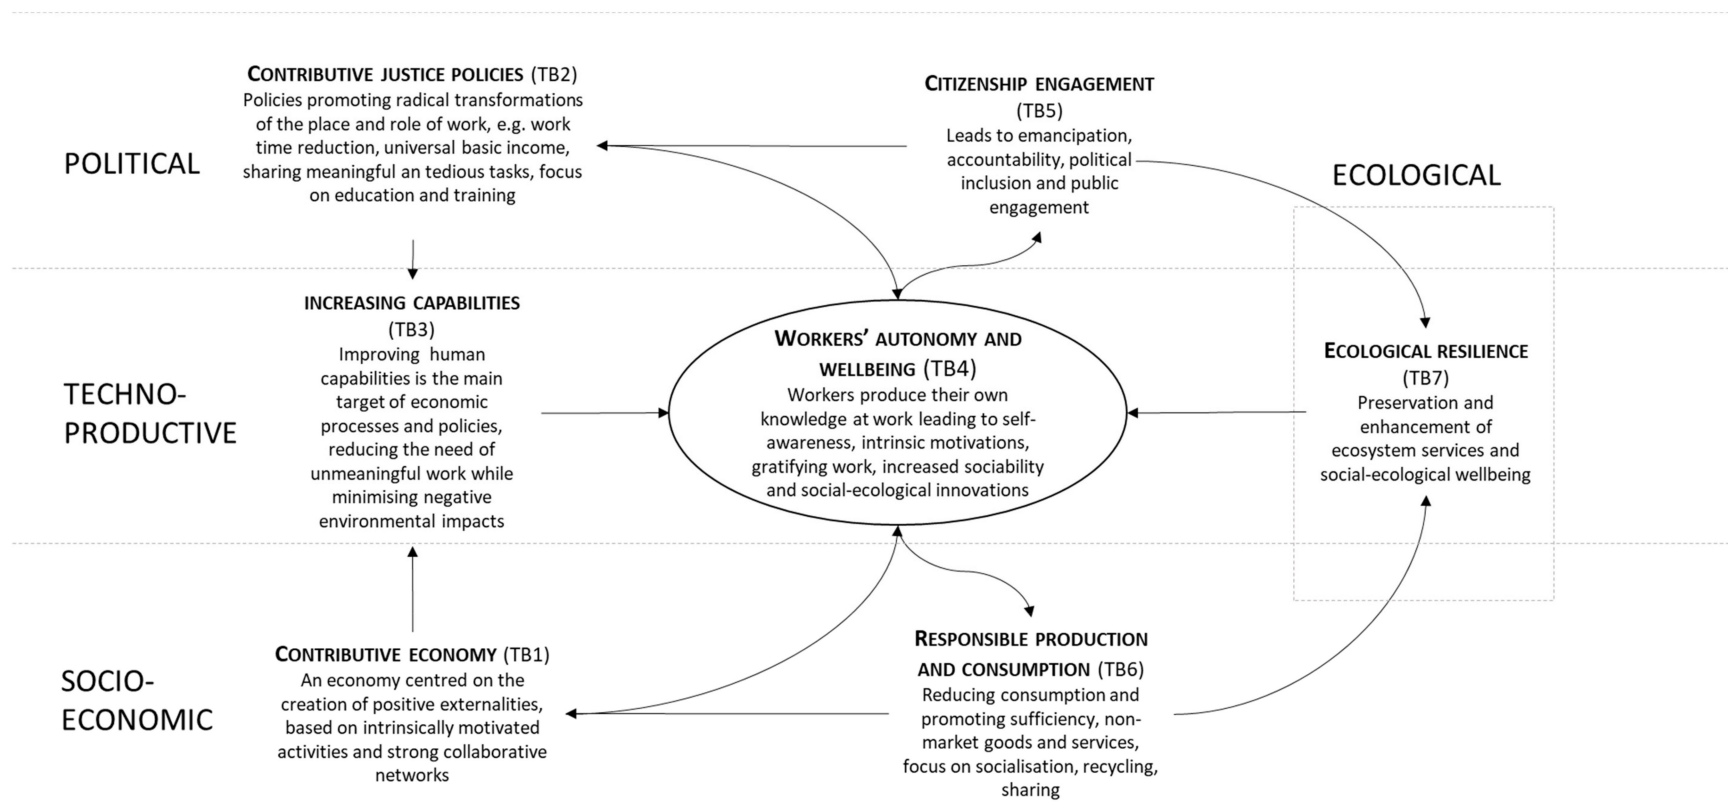 POLITICAL
CONTRIBUTIVE JUSTICE POLICIES (TB2)
Policies promoting radical transformations
of the place and role of work, e.g. work
time reduction, universal basic income,
sharing meaningful an tedious tasks, focus
on education and training
CITIZENSHIP ENGAGEMENT
(TB5)
Leads to emancipation,
accountability, political
inclusion and public
engagement
ECOLOGICAL
TECHNO-
PRODUCTIVE
INCREASING CAPABILITIES
(TB3)
Improving human
capabilities is the main
target of economic
processes and policies,
reducing the need of
unmeaningful work while
minimising negative
environmental impacts
WORKERS’ AUTONOMY AND
WELLBEING (TB4)
Workers produce their own
knowledge at work leading to self-
awareness, intrinsic motivations,
gratifying work, increased sociability
and social-ecological innovations
ECOLOGICAL RESILIENCE
(TB7)
Preservation and
enhancement of
ecosystem services and
social-ecological wellbeing
SOCIO-
ECONOMIC
CONTRIBUTIVE ECONOMY (TB1)
An economy centred on the
creation of positive externalities,
based on intrinsically motivated
activities and strong collaborative
networks
RESPONSIBLE PRODUCTION
AND CONSUMPTION (TB6)
Reducing consumption and
promoting sufficiency, non-
market goods and services,
focus on socialisation, recycling,
sharing